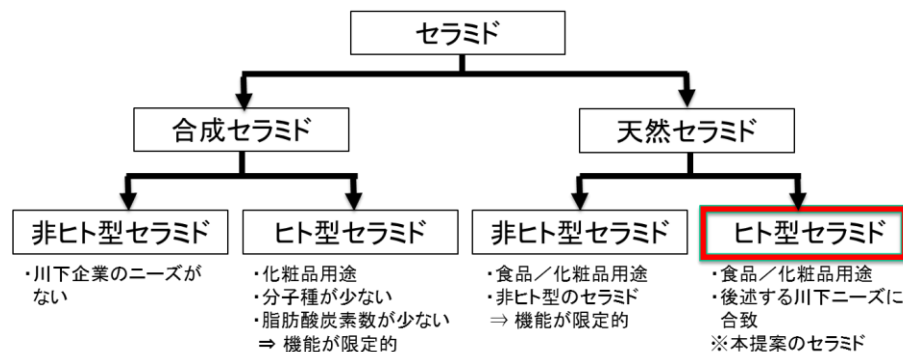 セラミド
合成セラミド
天然セラミド
非ヒト型セラミド
・川下企業のニーズが
ない
ヒト型セラミド
・化粧品用途
・分子種が少ない
・脂肪酸炭素数が少ない
⇒ 機能が限定的
非ヒト型セラミド
・食品／化粧品用途
・非ヒト型のセラミド
⇒ 機能が限定的
ヒト型セラミド
・食品／化粧品用途
・後述する川下ニーズに
合致
※本提案のセラミド